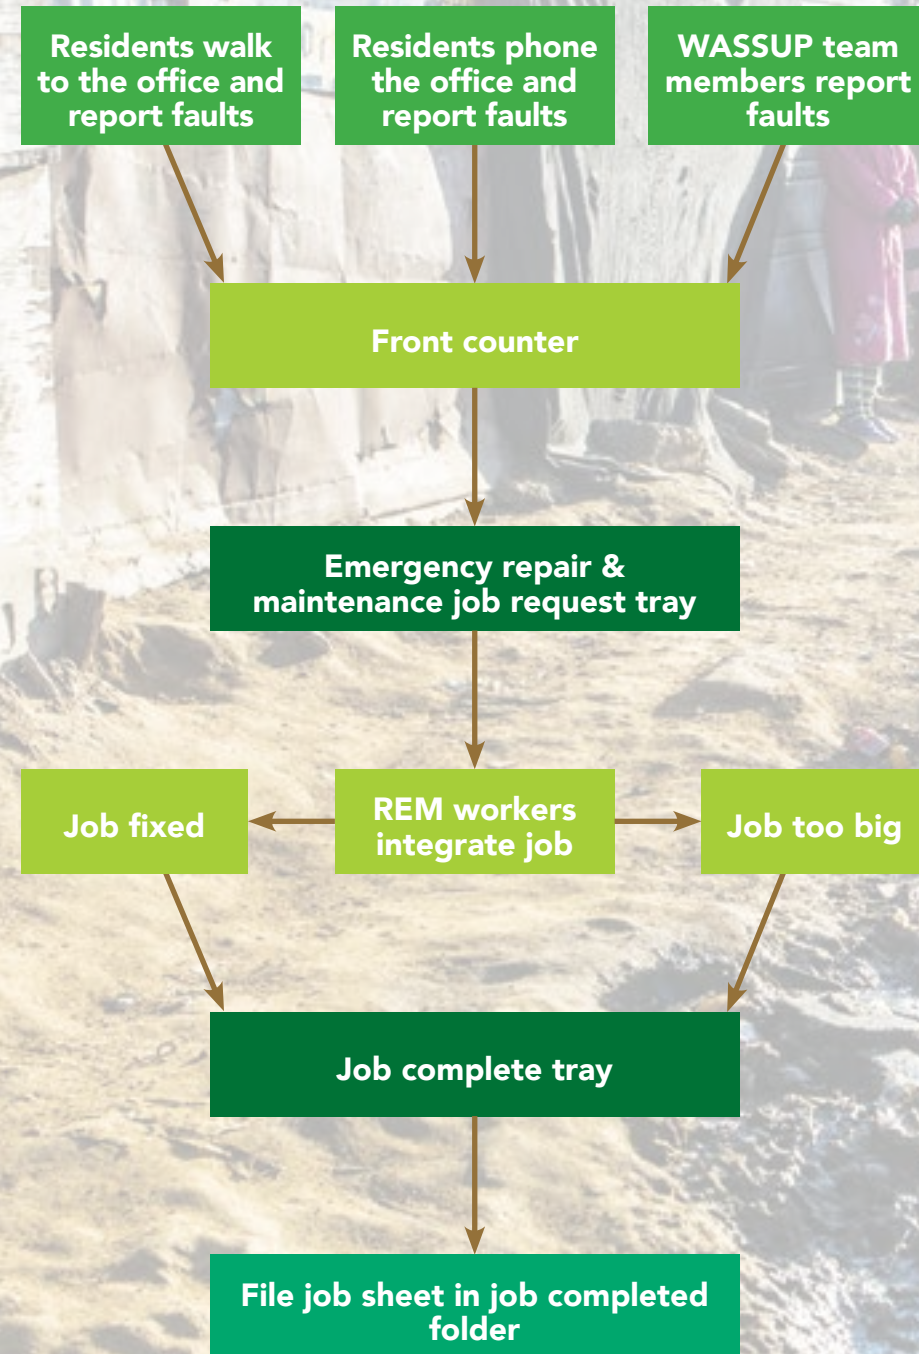 Residents walk
to the office and
report faults
Residents phone
the office and
report faults
WASSUP team
members report
faults
Front counter
Emergency repair &
maintenance job request tray
Job fixed
REM workers
integrate job
Job too big
Job complete tray
File job sheet in job completed
folder